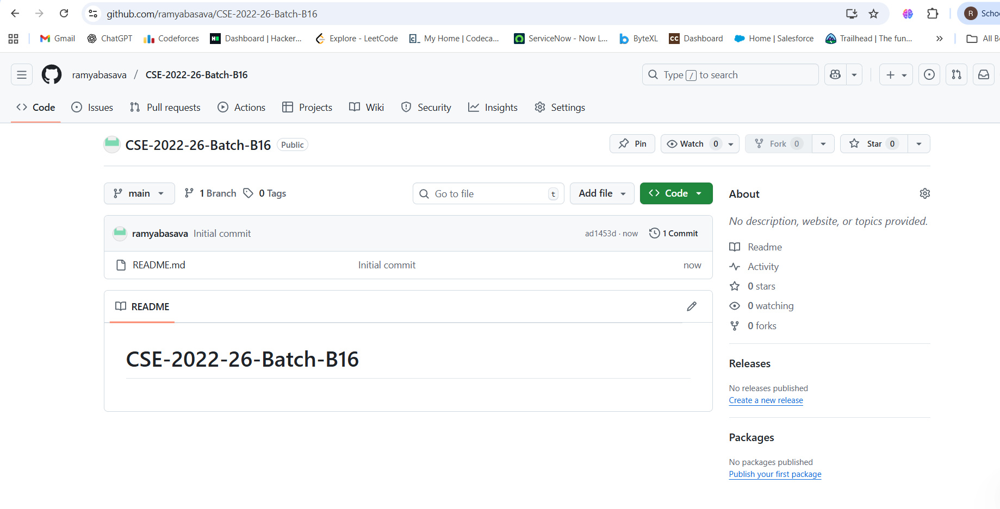 github.com/ramyabasava/CSE-2022-26-Batch-B16
R Schoo
Gmail ChatGPT Codeforces Dashboard | Hacker... Explore - LeetCode My Home | Codeca... ServiceNow - Now L... ByteXL CC Dashboard Home | Salesforce Trailhead | The fun... » All B
ramyabasava / CSE-2022-26-Batch-B16
Type / to search
Code Issues Pull requests Actions Projects Wiki Security Insights Settings
CSE-2022-26-Batch-B16 Public
Pin Watch 0 Fork 0 Star 0
main 1 Branch 0 Tags
Go to file t Add file Code
ramyabasava Initial commit
ad1453d · now 1 Commit
README.md Initial commit now
README
CSE-2022-26-Batch-B16
About
No description, website, or topics provided.
Readme
Activity
0 stars
0 watching
0 forks
Releases
No releases published
Create a new release
Packages
No packages published
Publish your first package